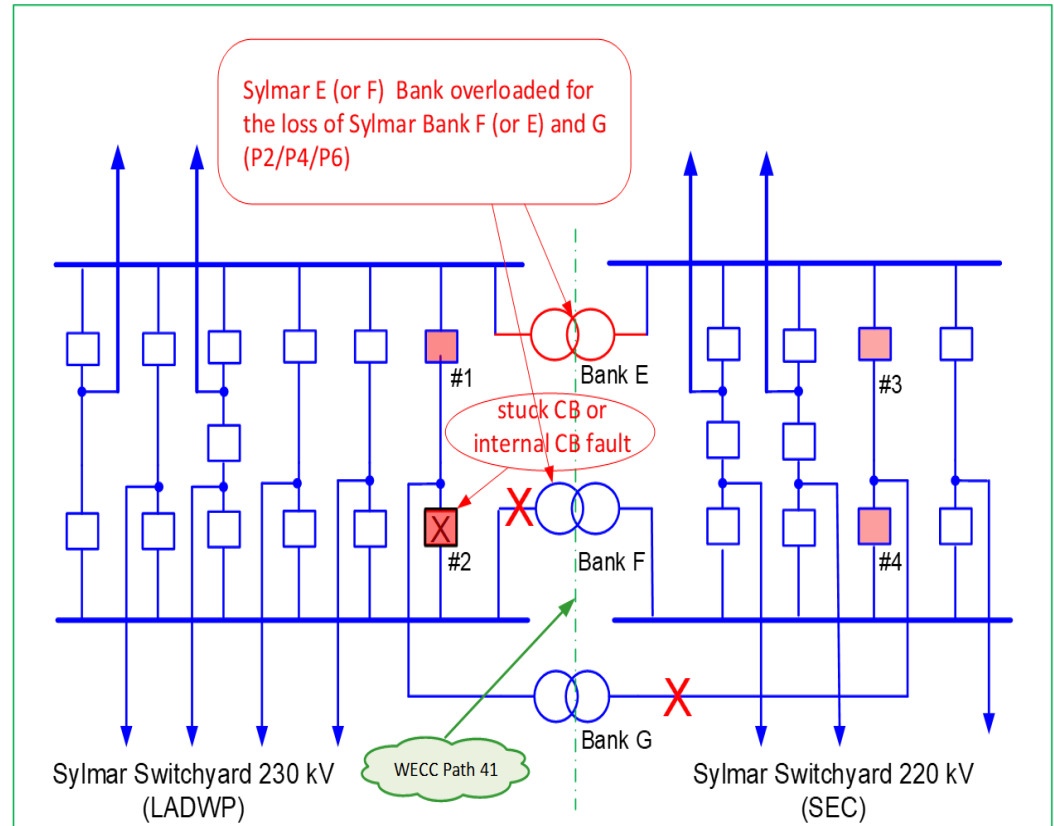 Sylmar E (or F)  Bank overloaded for
the loss of Sylmar Bank F (or E) and G
(P2/P4/P6)
#1
Bank E
#3
stuck CB or
internal CB fault
X
X
#2
Bank F
#4
X
Bank G
WECC Path 41
Sylmar Switchyard 230 kV
(LADWP)
Sylmar Switchyard 220 kV
(SEC)